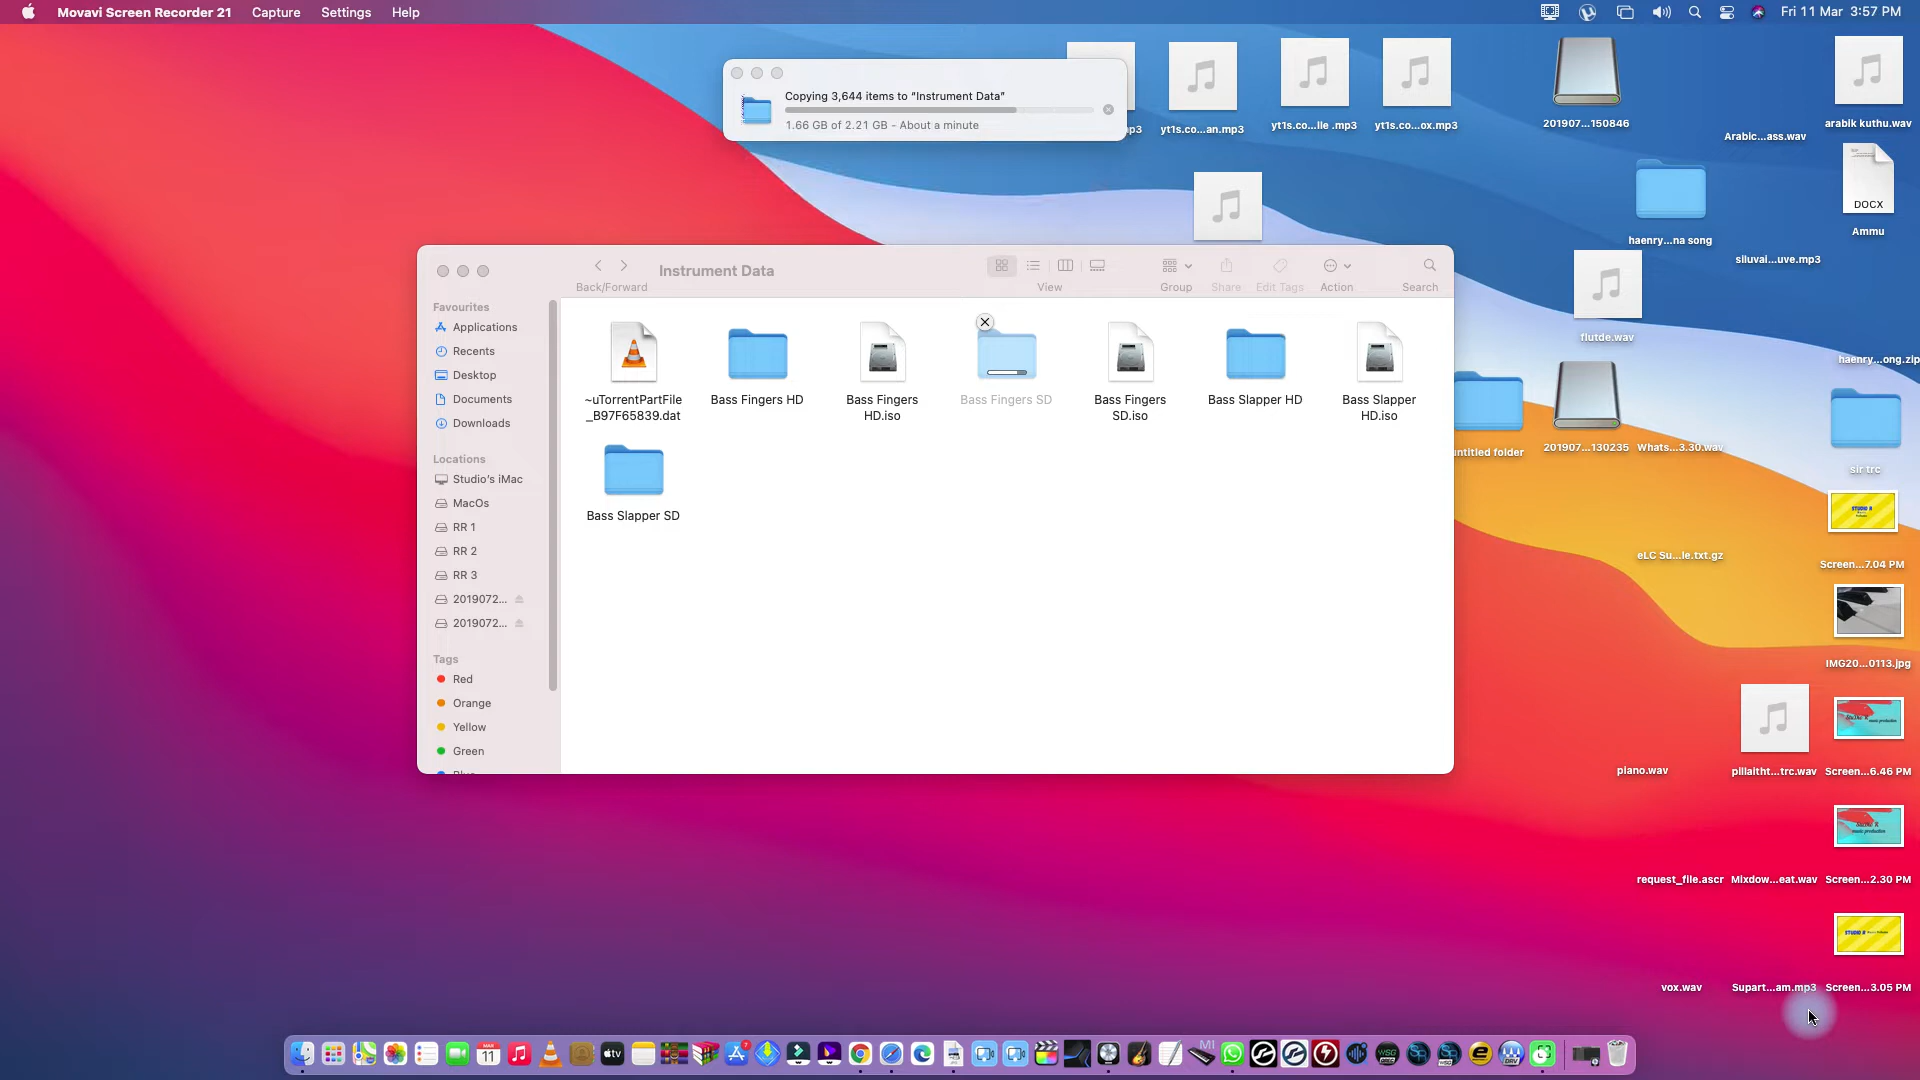 Movavi Screen Recorder 21 Capture Settings Help
Fri 11 Mar 3:57 PM
Copying 3,644 items to “Instrument Data”
1.66 GB of 2.21 GB - About a minute
yt1s.co...an.mp3
yt1s.co...ile .mp3
yt1s.co...ox.mp3
201907...150846
Arabic...ass.wav
arabik kuthu.wav
DOCX
Ammu
haenry...na song
siluvai...uve.mp3
flutde.wav
haenry...ong.zip
untitled folder
201907...130235
Whats...3.30.wav
sir trc
eLC Su...le.txt.gz
Screen...7.04 PM
IMG20...0113.jpg
piano.wav
pillaitht...trc.wav
Screen...6.46 PM
request_file.ascr
Mixdow...eat.wav
Screen...2.30 PM
vox.wav
Supart...am.mp3
Screen...3.05 PM
Instrument Data
Back/Forward
View
Group
Share
Edit Tags
Action
Search
Favourites
Applications
Recents
Desktop
Documents
Downloads
Locations
Studio's iMac
MacOs
RR 1
RR 2
RR 3
2019072...
2019072...
Tags
Red
Orange
Yellow
Green
~uTorrentPartFile
_B97F65839.dat
Bass Fingers HD
Bass Fingers
HD.iso
Bass Fingers SD
Bass Fingers
SD.iso
Bass Slapper HD
Bass Slapper
HD.iso
Bass Slapper SD